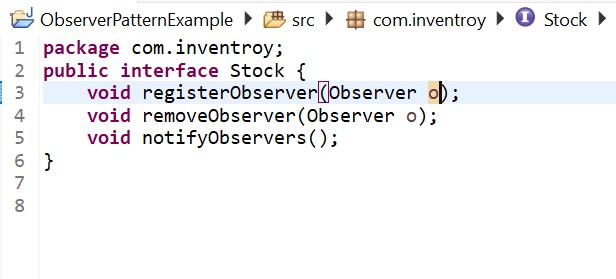 ObserverPatternExample src com.inventroy Stock
1 package com.inventroy;
2 public interface Stock {
3     void registerObserver(Observer o);
4     void removeObserver(Observer o);
5     void notifyObservers();
6 }
7
8